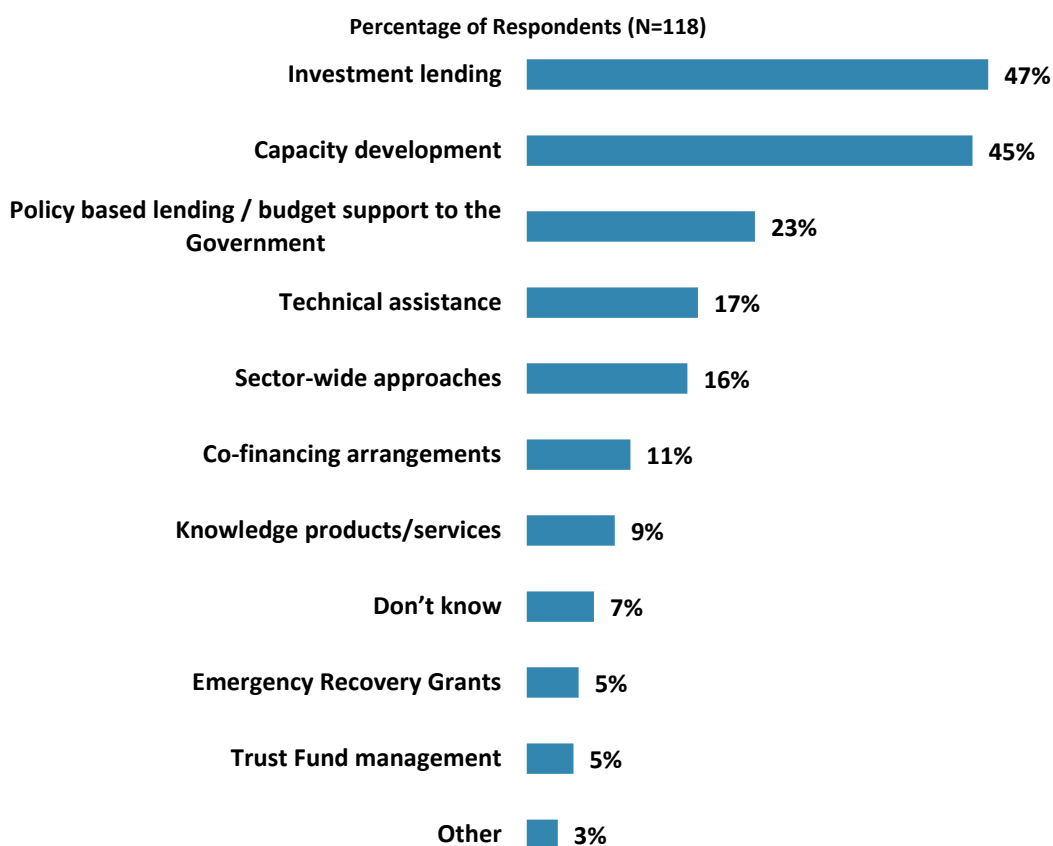 Percentage of Respondents (N=118)
Investment lending 47%
Capacity development 45%
Policy based lending / budget support to the
Government 23%
Technical assistance 17%
Sector-wide approaches 16%
Co-financing arrangements 11%
Knowledge products/services 9%
Don’t know 7%
Emergency Recovery Grants 5%
Trust Fund management 5%
Other 3%